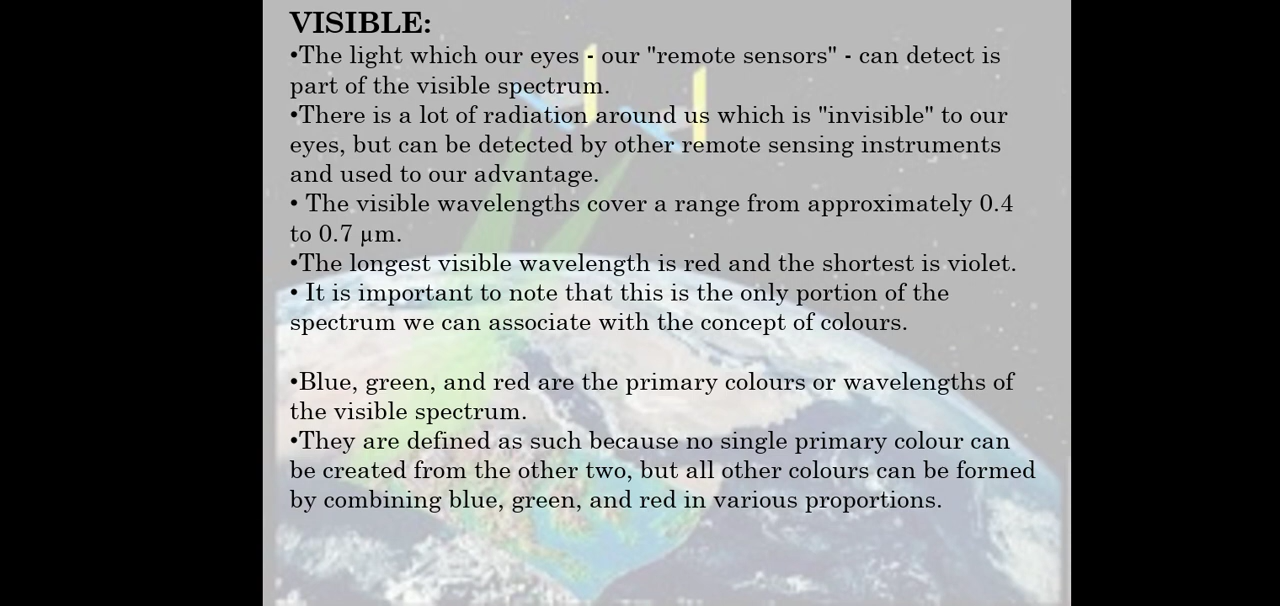 VISIBLE:
•The light which our eyes - our "remote sensors" - can detect is
part of the visible spectrum.
•There is a lot of radiation around us which is "invisible" to our
eyes, but can be detected by other remote sensing instruments
and used to our advantage.
• The visible wavelengths cover a range from approximately 0.4
to 0.7 µm.
•The longest visible wavelength is red and the shortest is violet.
• It is important to note that this is the only portion of the
spectrum we can associate with the concept of colours.
•Blue, green, and red are the primary colours or wavelengths of
the visible spectrum.
•They are defined as such because no single primary colour can
be created from the other two, but all other colours can be formed
by combining blue, green, and red in various proportions.